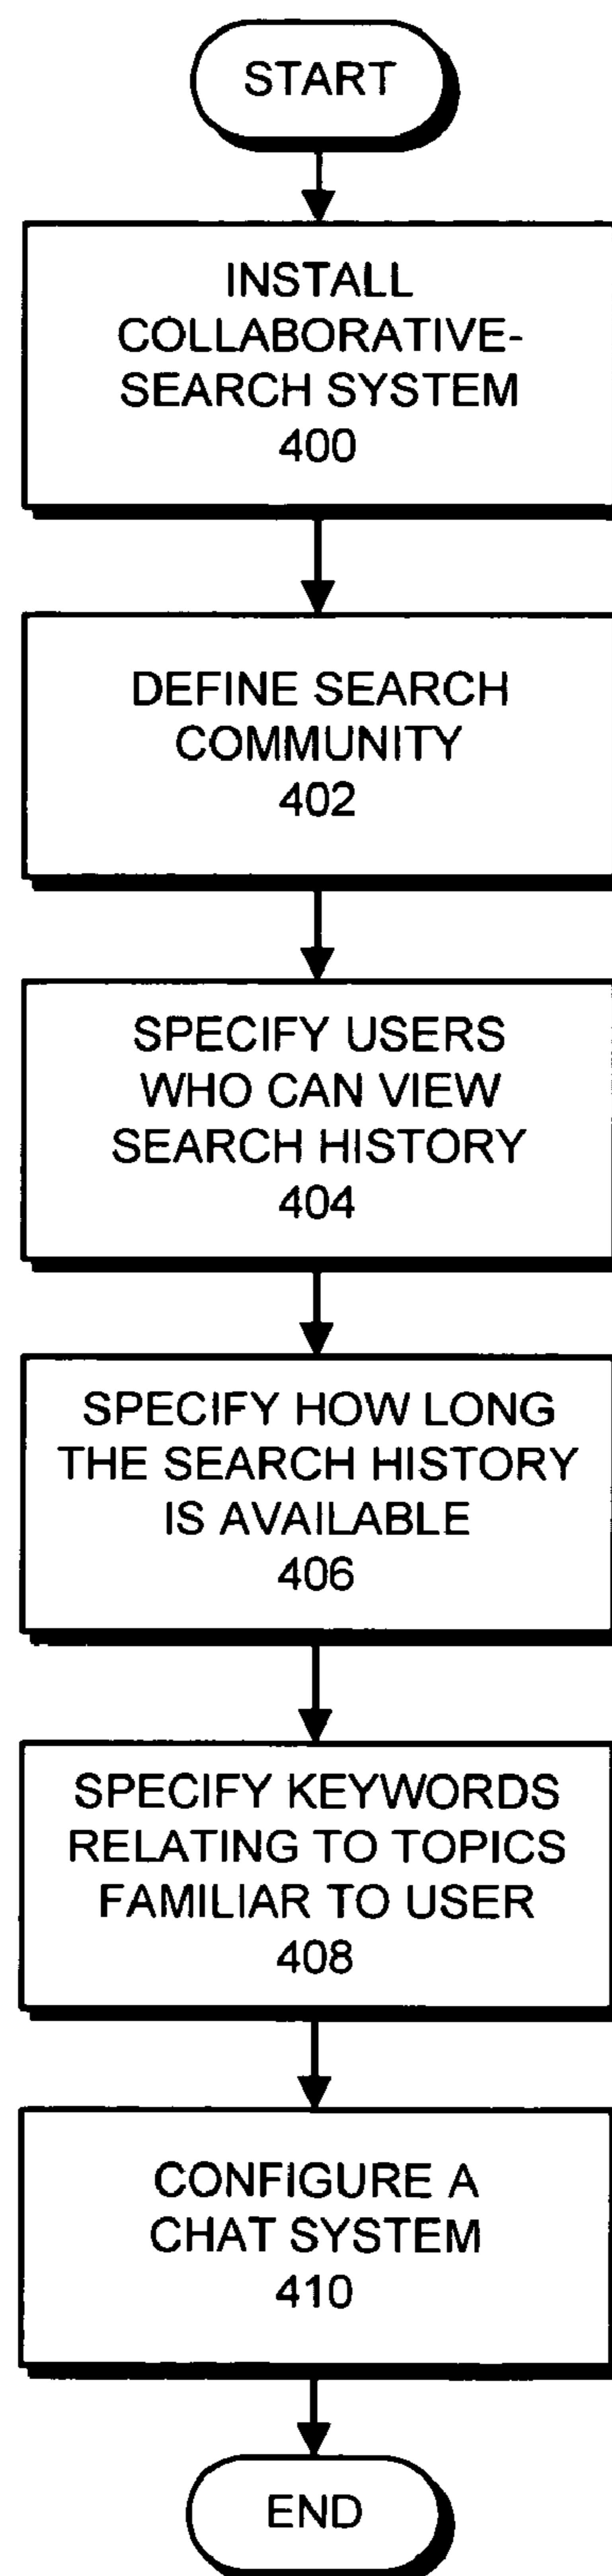 START
INSTALL
COLLABORATIVE-
SEARCH SYSTEM
400
DEFINE SEARCH
COMMUNITY
402
SPECIFY USERS
WHO CAN VIEW
SEARCH HISTORY
404
SPECIFY HOW LONG
THE SEARCH HISTORY
IS AVAILABLE
406
SPECIFY KEYWORDS
RELATING TO TOPICS
FAMILIAR TO USER
408
CONFIGURE A
CHAT SYSTEM
410
END